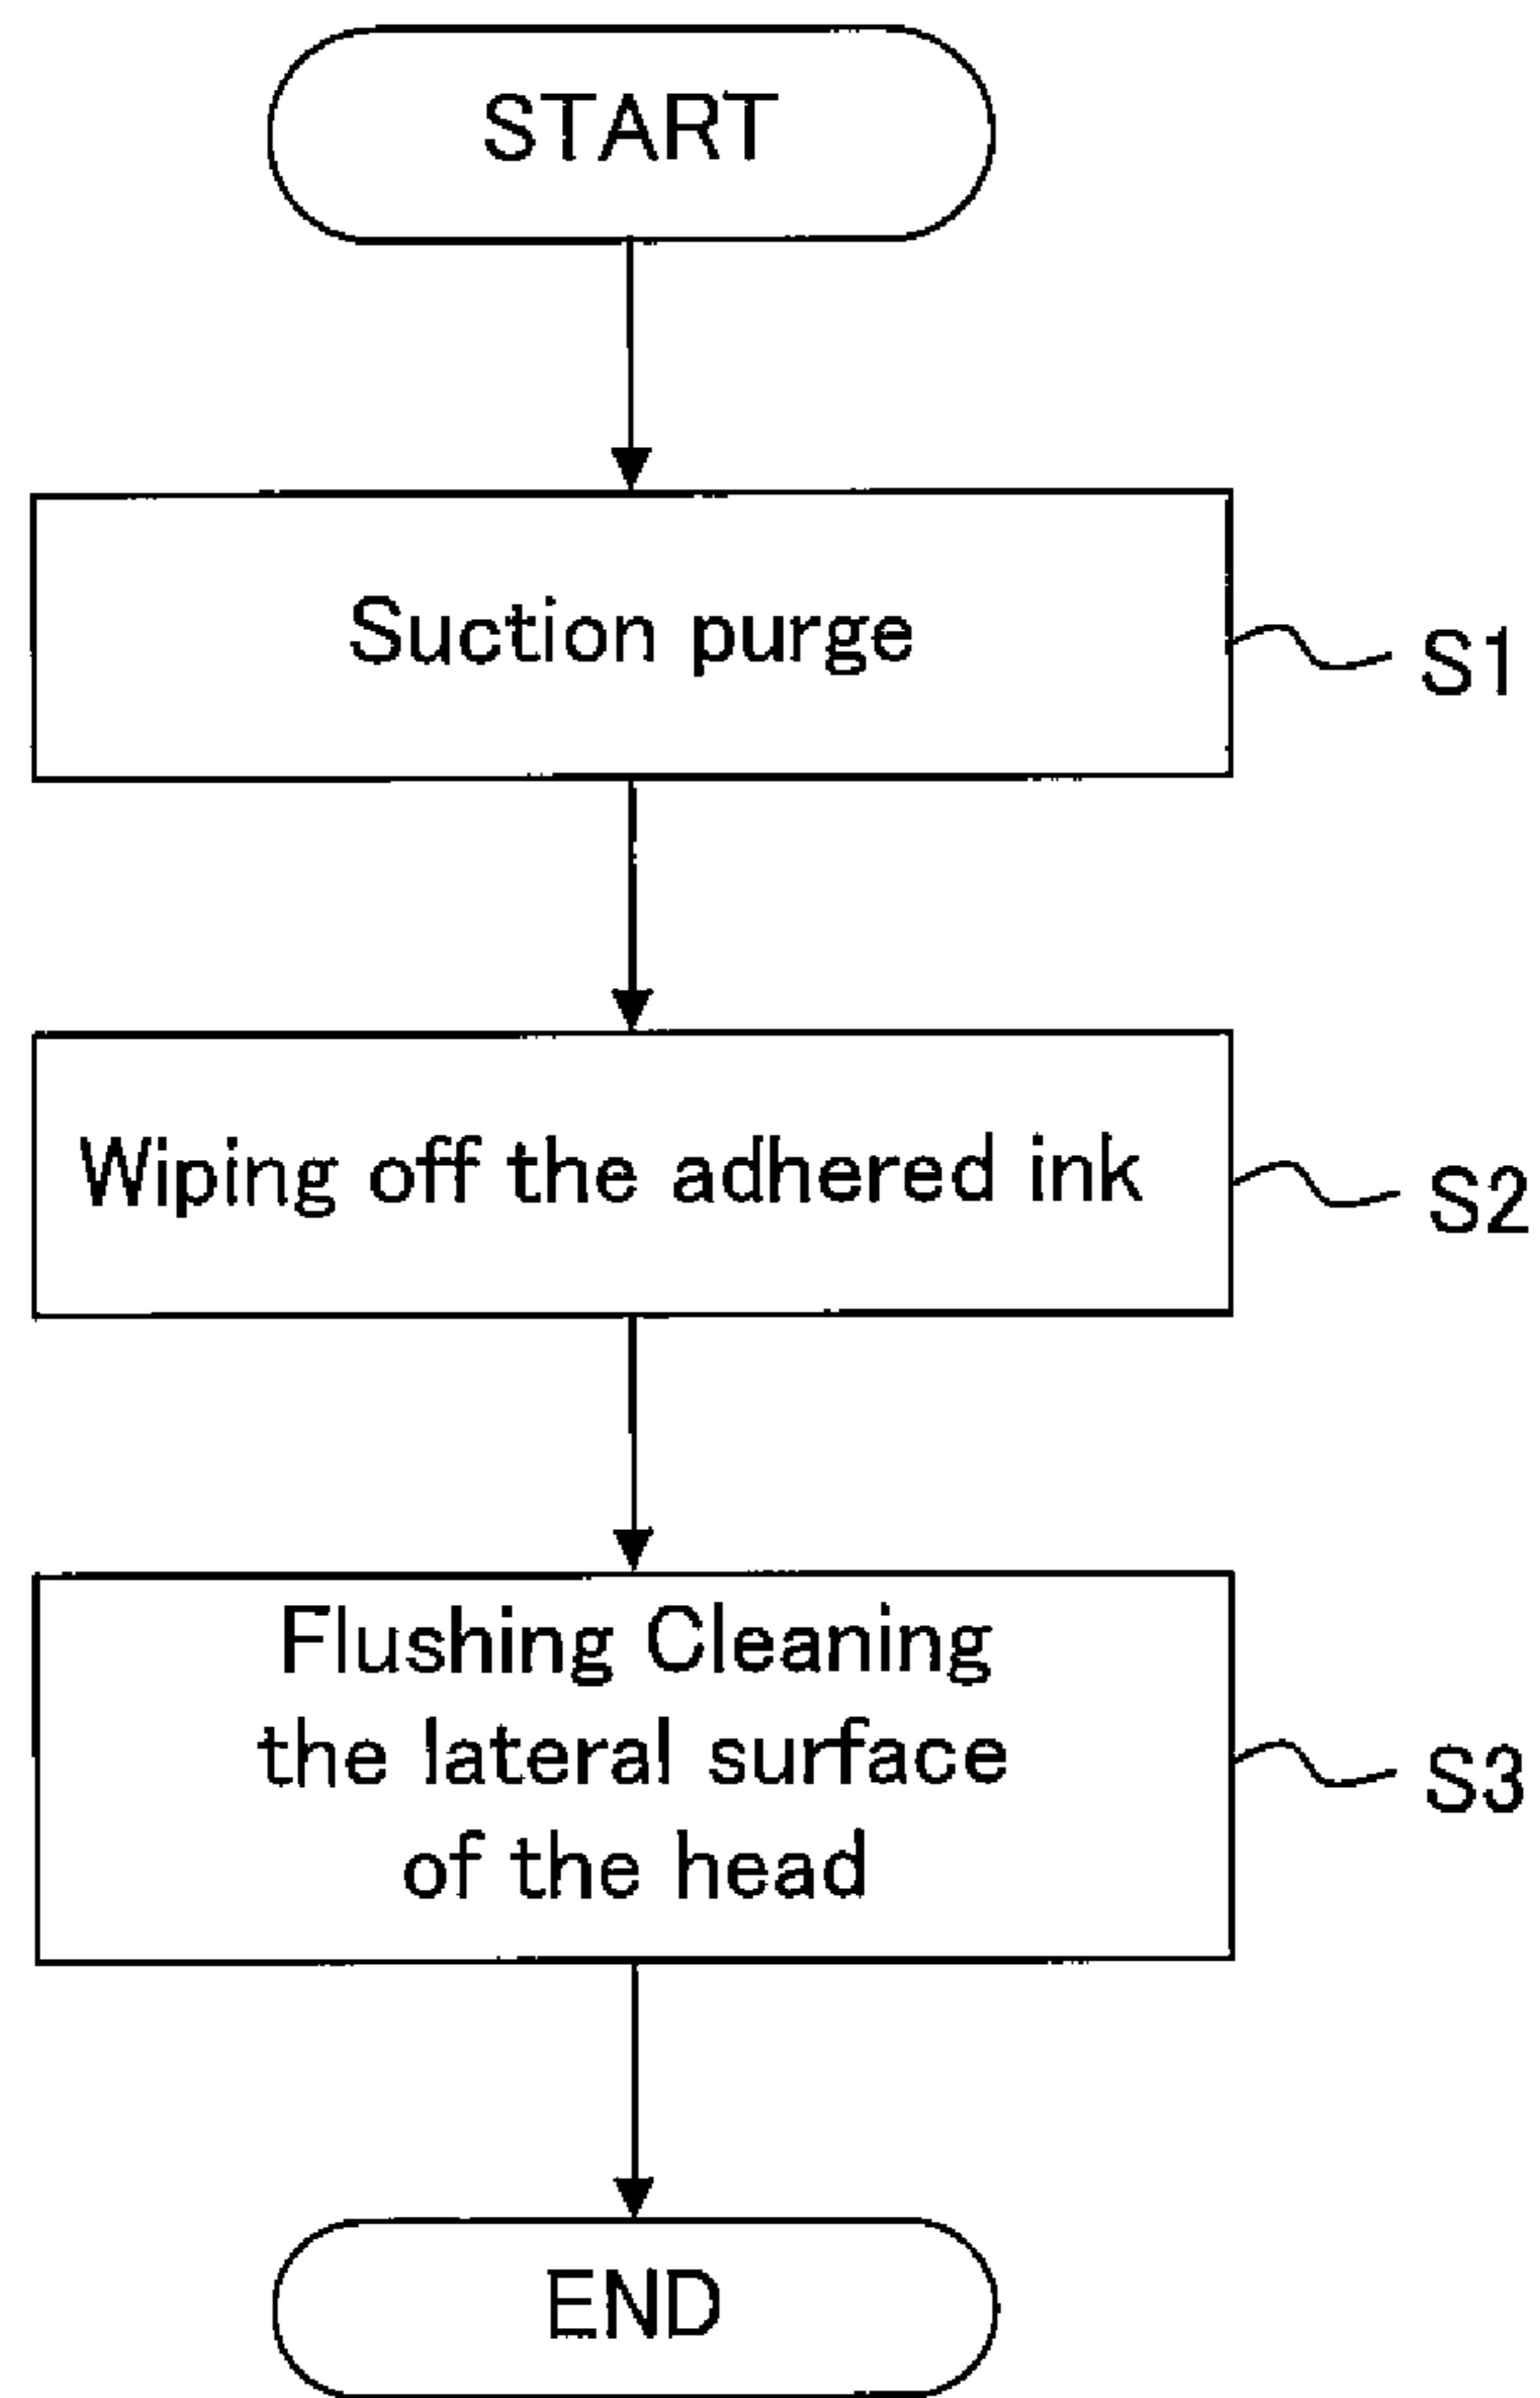 START
Suction purge
S1
Wiping off the adhered ink
S2
Flushing Cleaning
the lateral surface
of the head
S3
END